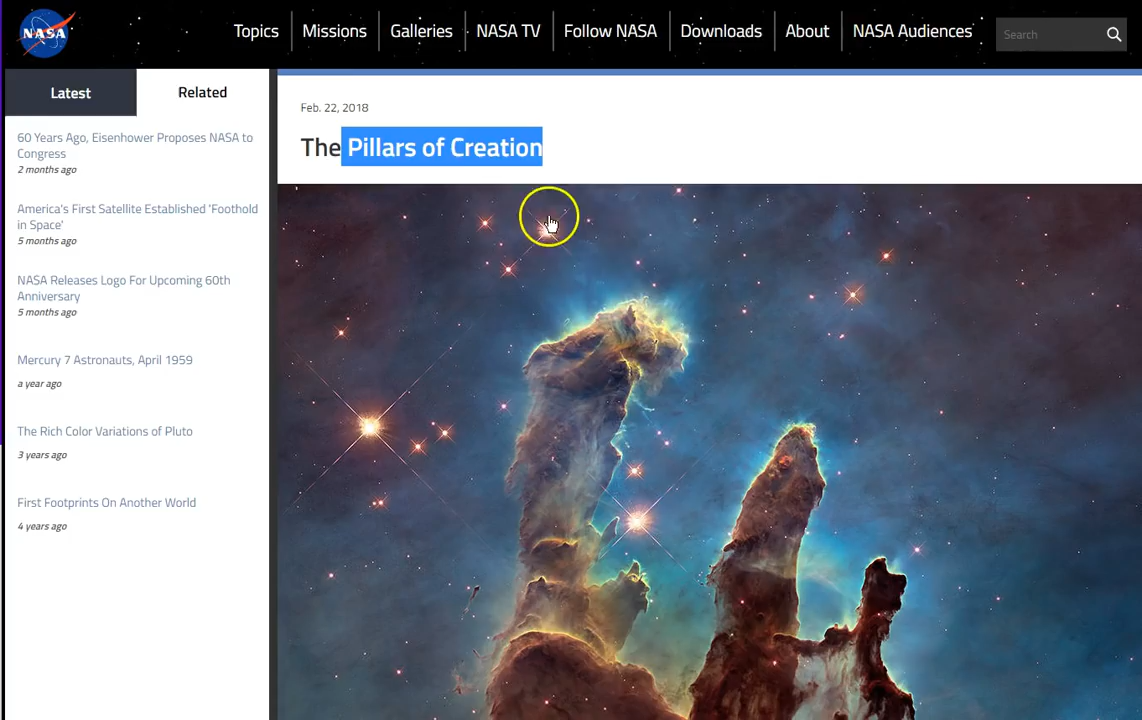 NASA
Topics
Missions
Galleries
NASA TV
Follow NASA
Downloads
About
NASA Audiences
Search
Latest
Related
60 Years Ago, Eisenhower Proposes NASA to
Congress
2 months ago
America's First Satellite Established 'Foothold
in Space'
5 months ago
NASA Releases Logo For Upcoming 60th
Anniversary
5 months ago
Mercury 7 Astronauts, April 1959
a year ago
The Rich Color Variations of Pluto
3 years ago
First Footprints On Another World
4 years ago
Feb. 22, 2018
The Pillars of Creation